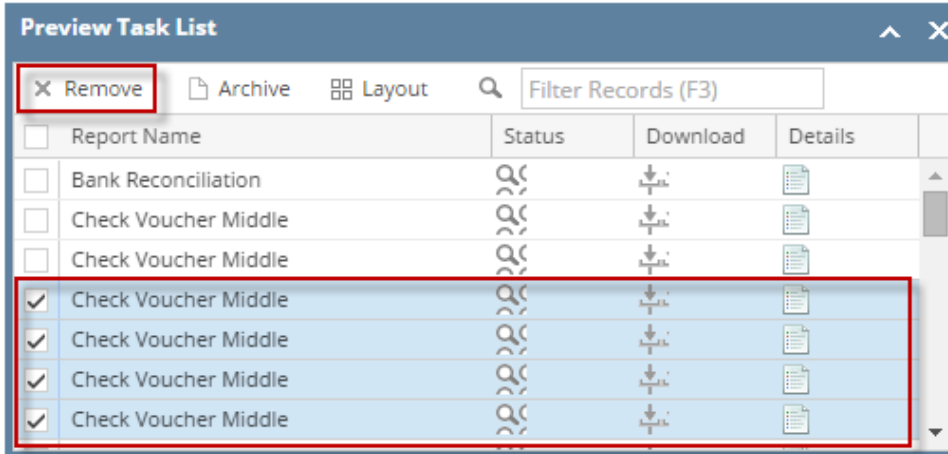 Preview Task List
Remove Archive Layout Filter Records (F3)
Report Name Status Download Details
Bank Reconciliation
Check Voucher Middle
Check Voucher Middle
Check Voucher Middle
Check Voucher Middle
Check Voucher Middle
Check Voucher Middle